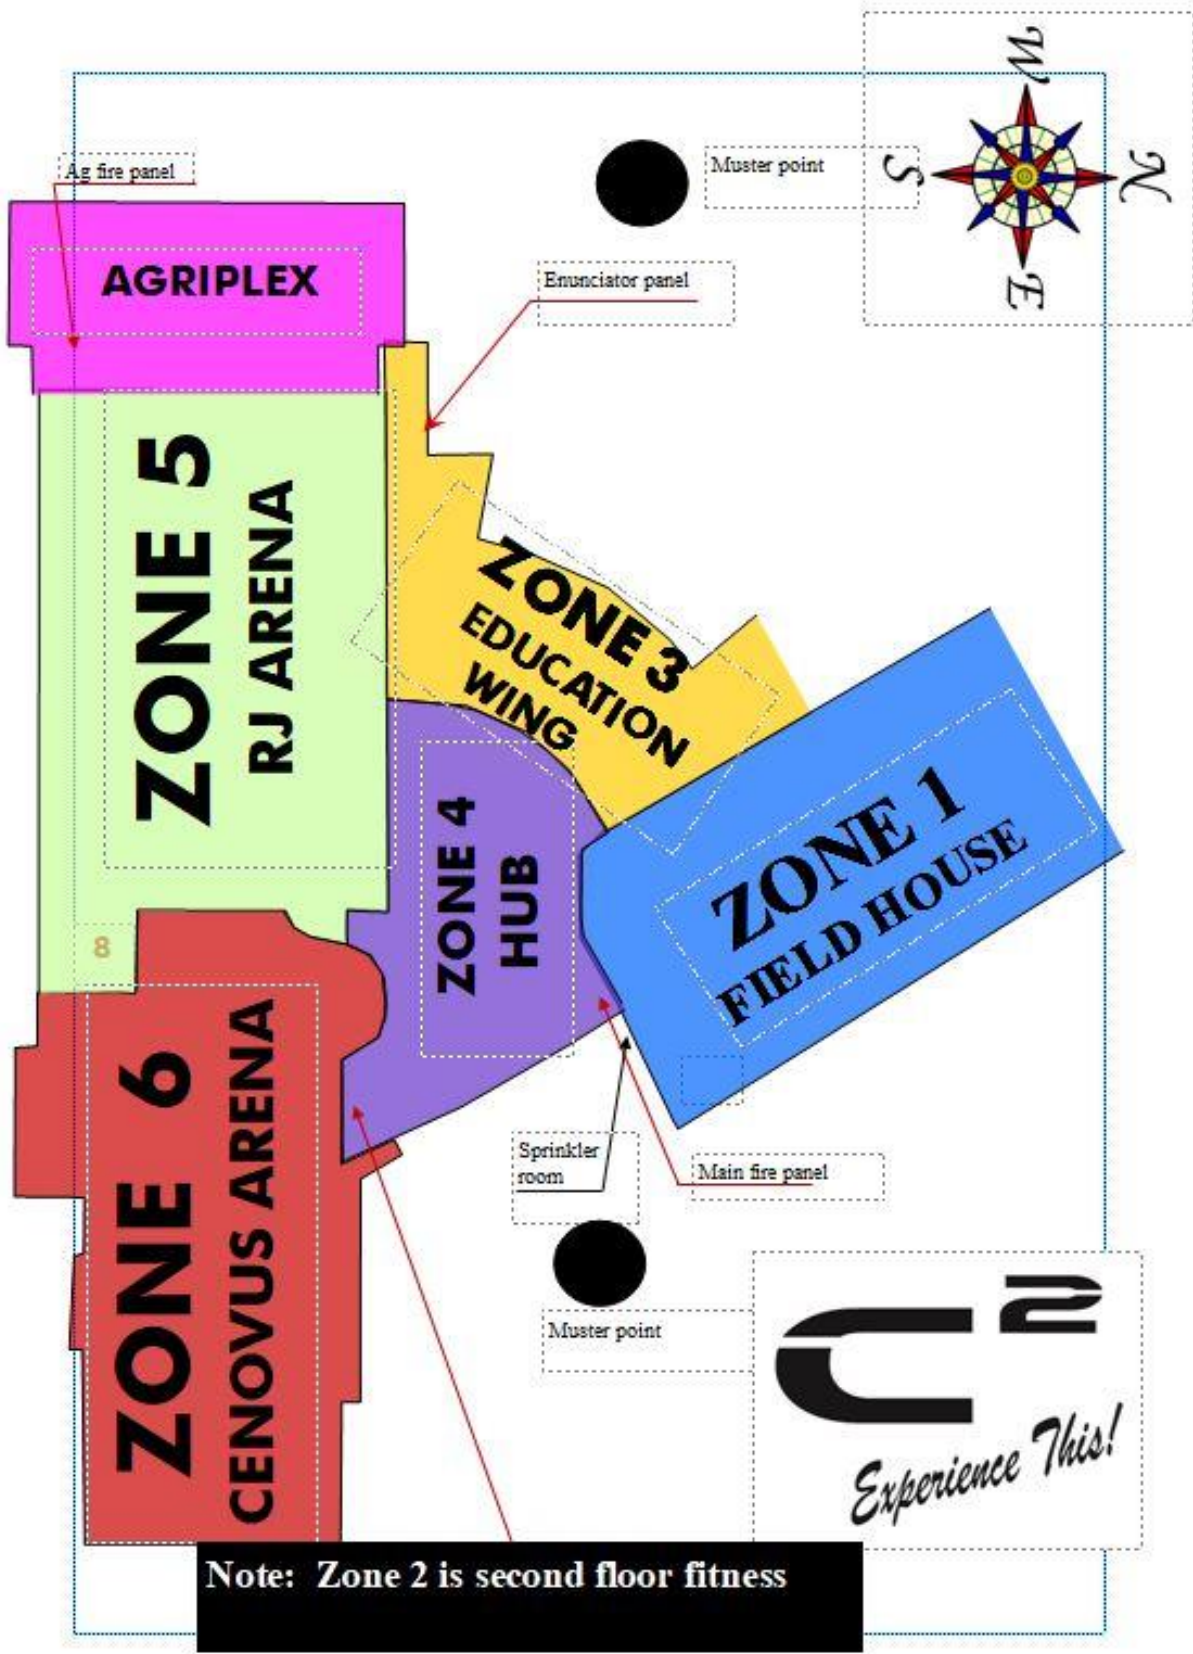 W
S
N
E
Ag fire panel
Muster point
AGRIPLEX
Enunciator panel
ZONE 5
RJ ARENA
ZONE 3
EDUCATION
WING
ZONE 4
HUB
ZONE 1
FIELD HOUSE
8
ZONE 6
CENOVUS ARENA
Sprinkler
room
Main fire panel
Muster point
C2
Experience This!
Note: Zone 2 is second floor fitness